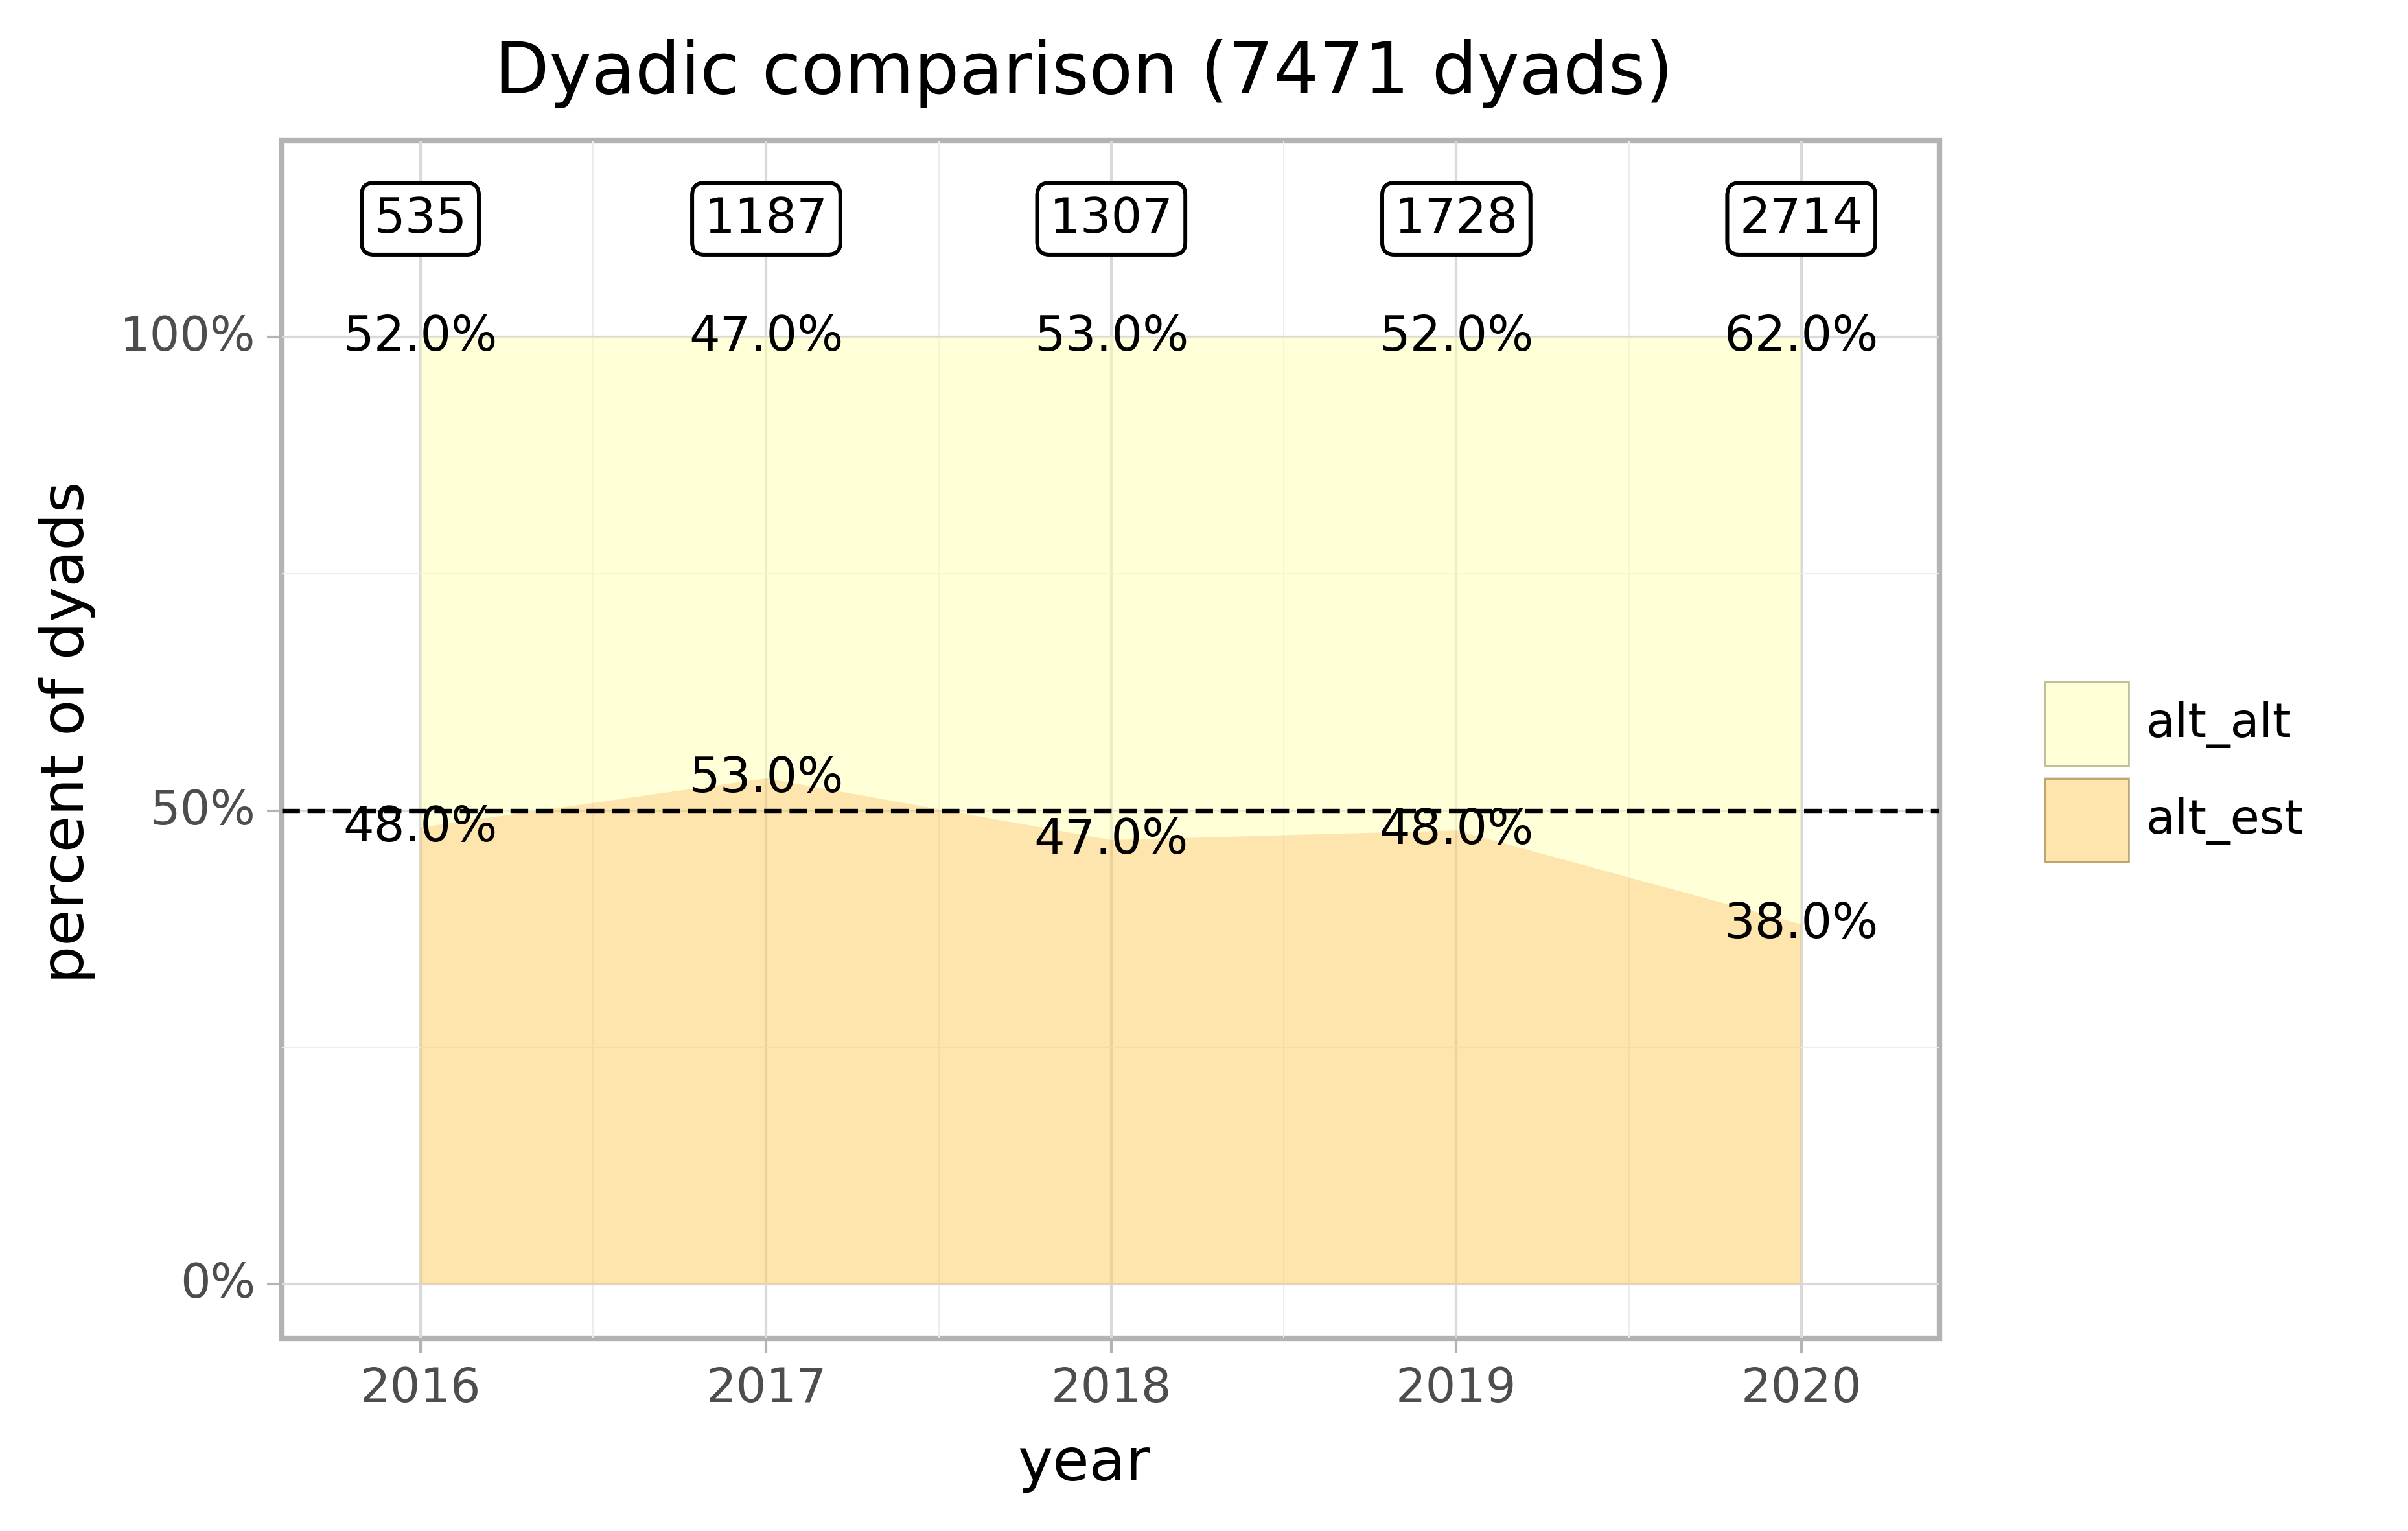 Dyadic comparison (7471 dyads)
535 1187 1307 1728 2714
100% 52.0% 47.0% 53.0% 52.0% 62.0%
percent of dyads
53.0%
50% 48.0% 47.0% 48.0%
38.0%
0%
2016 2017 2018 2019 2020
year
alt_alt
alt_est